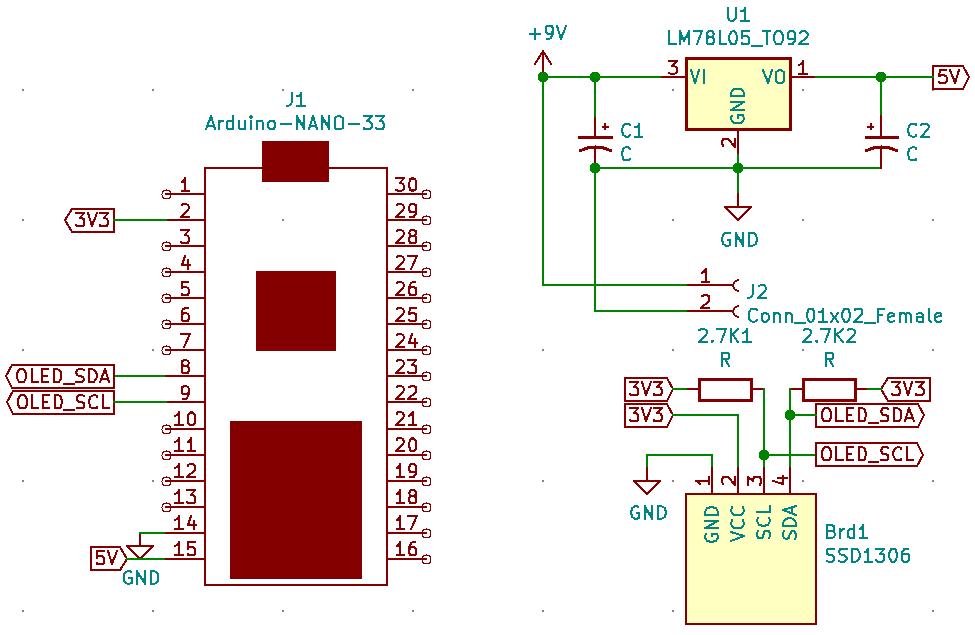 J1
Arduino-NANO-33
1
2
3
4
5
6
7
8
9
10
11
12
13
14
15
30
29
28
27
26
25
24
23
22
21
20
19
18
17
16
3V3
OLED_SDA
OLED_SCL
5V
GND
+9V
U1
LM78L05_TO92
3
VI
VO
1
GND
2
5V
+
C1
C
+
C2
C
GND
1
2
J2
Conn_01x02_Female
2.7K1
R
2.7K2
R
3V3
3V3
3V3
OLED_SDA
OLED_SCL
GND
1
2
3
4
GND
VCC
SCL
SDA
Brd1
SSD1306